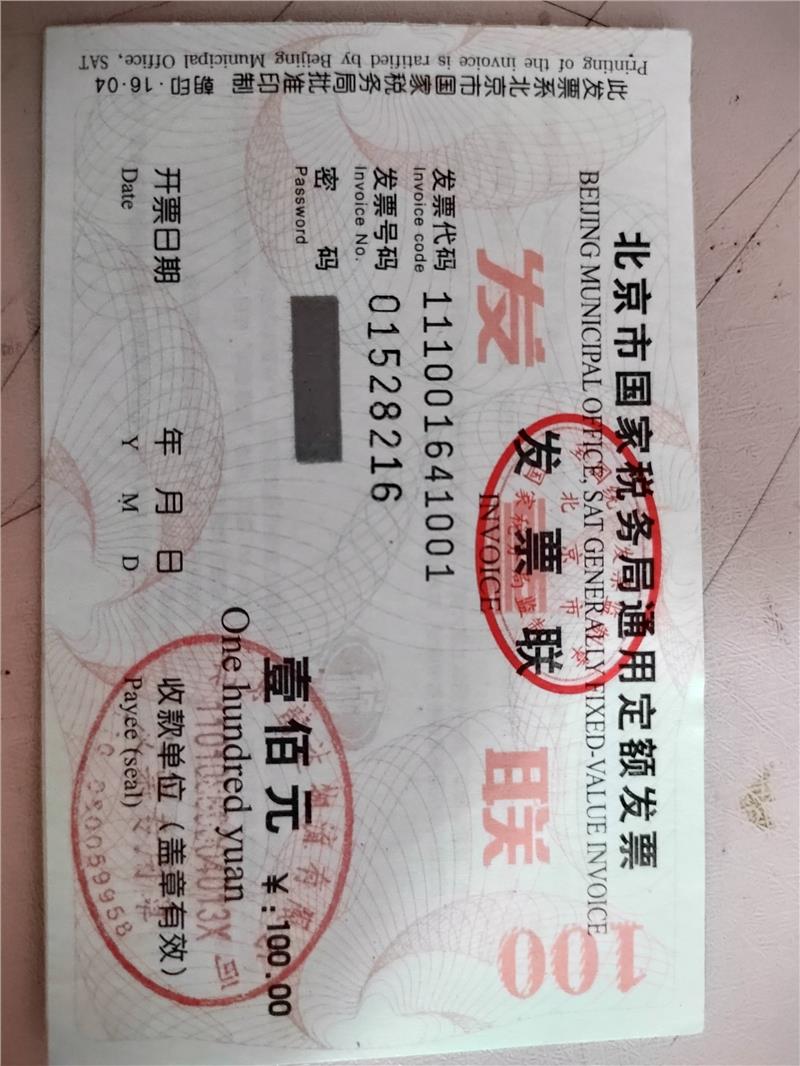 北京市国家税务局通用定额发票
BEIJING MUNICIPAL OFFICE, SAT GENERALLY FIXED-VALUE INVOICE
发票联
INVOICE
发 票 联
100
发票代码 111001641001
Invoice code
发票号码 01528216
Invoice No.
密 码
Password
壹佰元 ¥:100.00
One hundred yuan
开票日期 年 月 日
Date Y M D
收款单位（盖章有效）
Payee (seal)
此发票系北京市国家税务局批准印制
·16·04
Printing of the invoice is ratified by Beijing Municipal Office, SAT